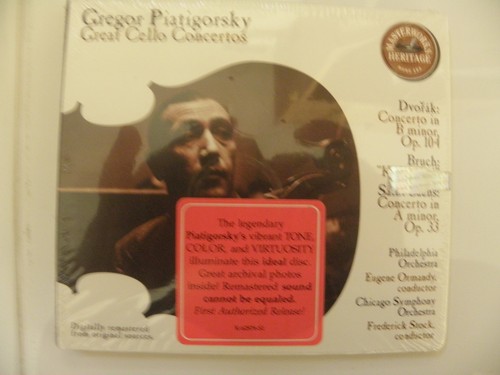 Gregor Piatigorsky
Great Cello Concertos
MASTERWORKS
HERITAGE
Dvořák:
Concerto in
B minor,
Op. 104
Bruch:
Saint-Saëns:
Concerto in
A minor,
Op. 33
Philadelphia
Orchestra
Eugene Ormandy,
conductor
Chicago Symphony
Orchestra
Frederick Stock,
conductor
The legendary
Piatigorsky's vibrant TONE,
COLOR, and VIRTUOSITY
illuminate this ideal disc.
Great archival photos
inside! Remastered sound
cannot be equaled.
First Authorized Release!
Digitally remastered
from original sources.